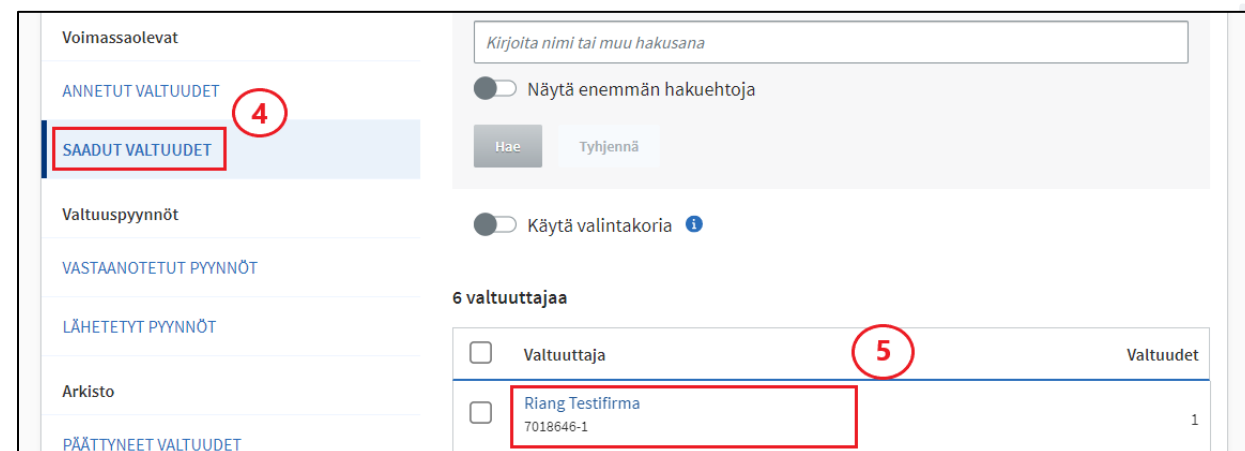 Voimassaolevat
ANNETUT VALTUUDET
4
SAADUT VALTUUDET
Valtuuspyynnöt
VASTAANOTETUT PYYNNÖT
LÄHETETYT PYYNNÖT
Arkisto
PÄÄTTYNEET VALTUUDET
Kirjoita nimi tai muu hakusana
Näytä enemmän hakuehtoja
Hae Tyhjennä
Käytä valintakoria i
6 valtuuttajaa
Valtuuttaja 5 Valtuudet
Riang Testifirma
7018646-1 1